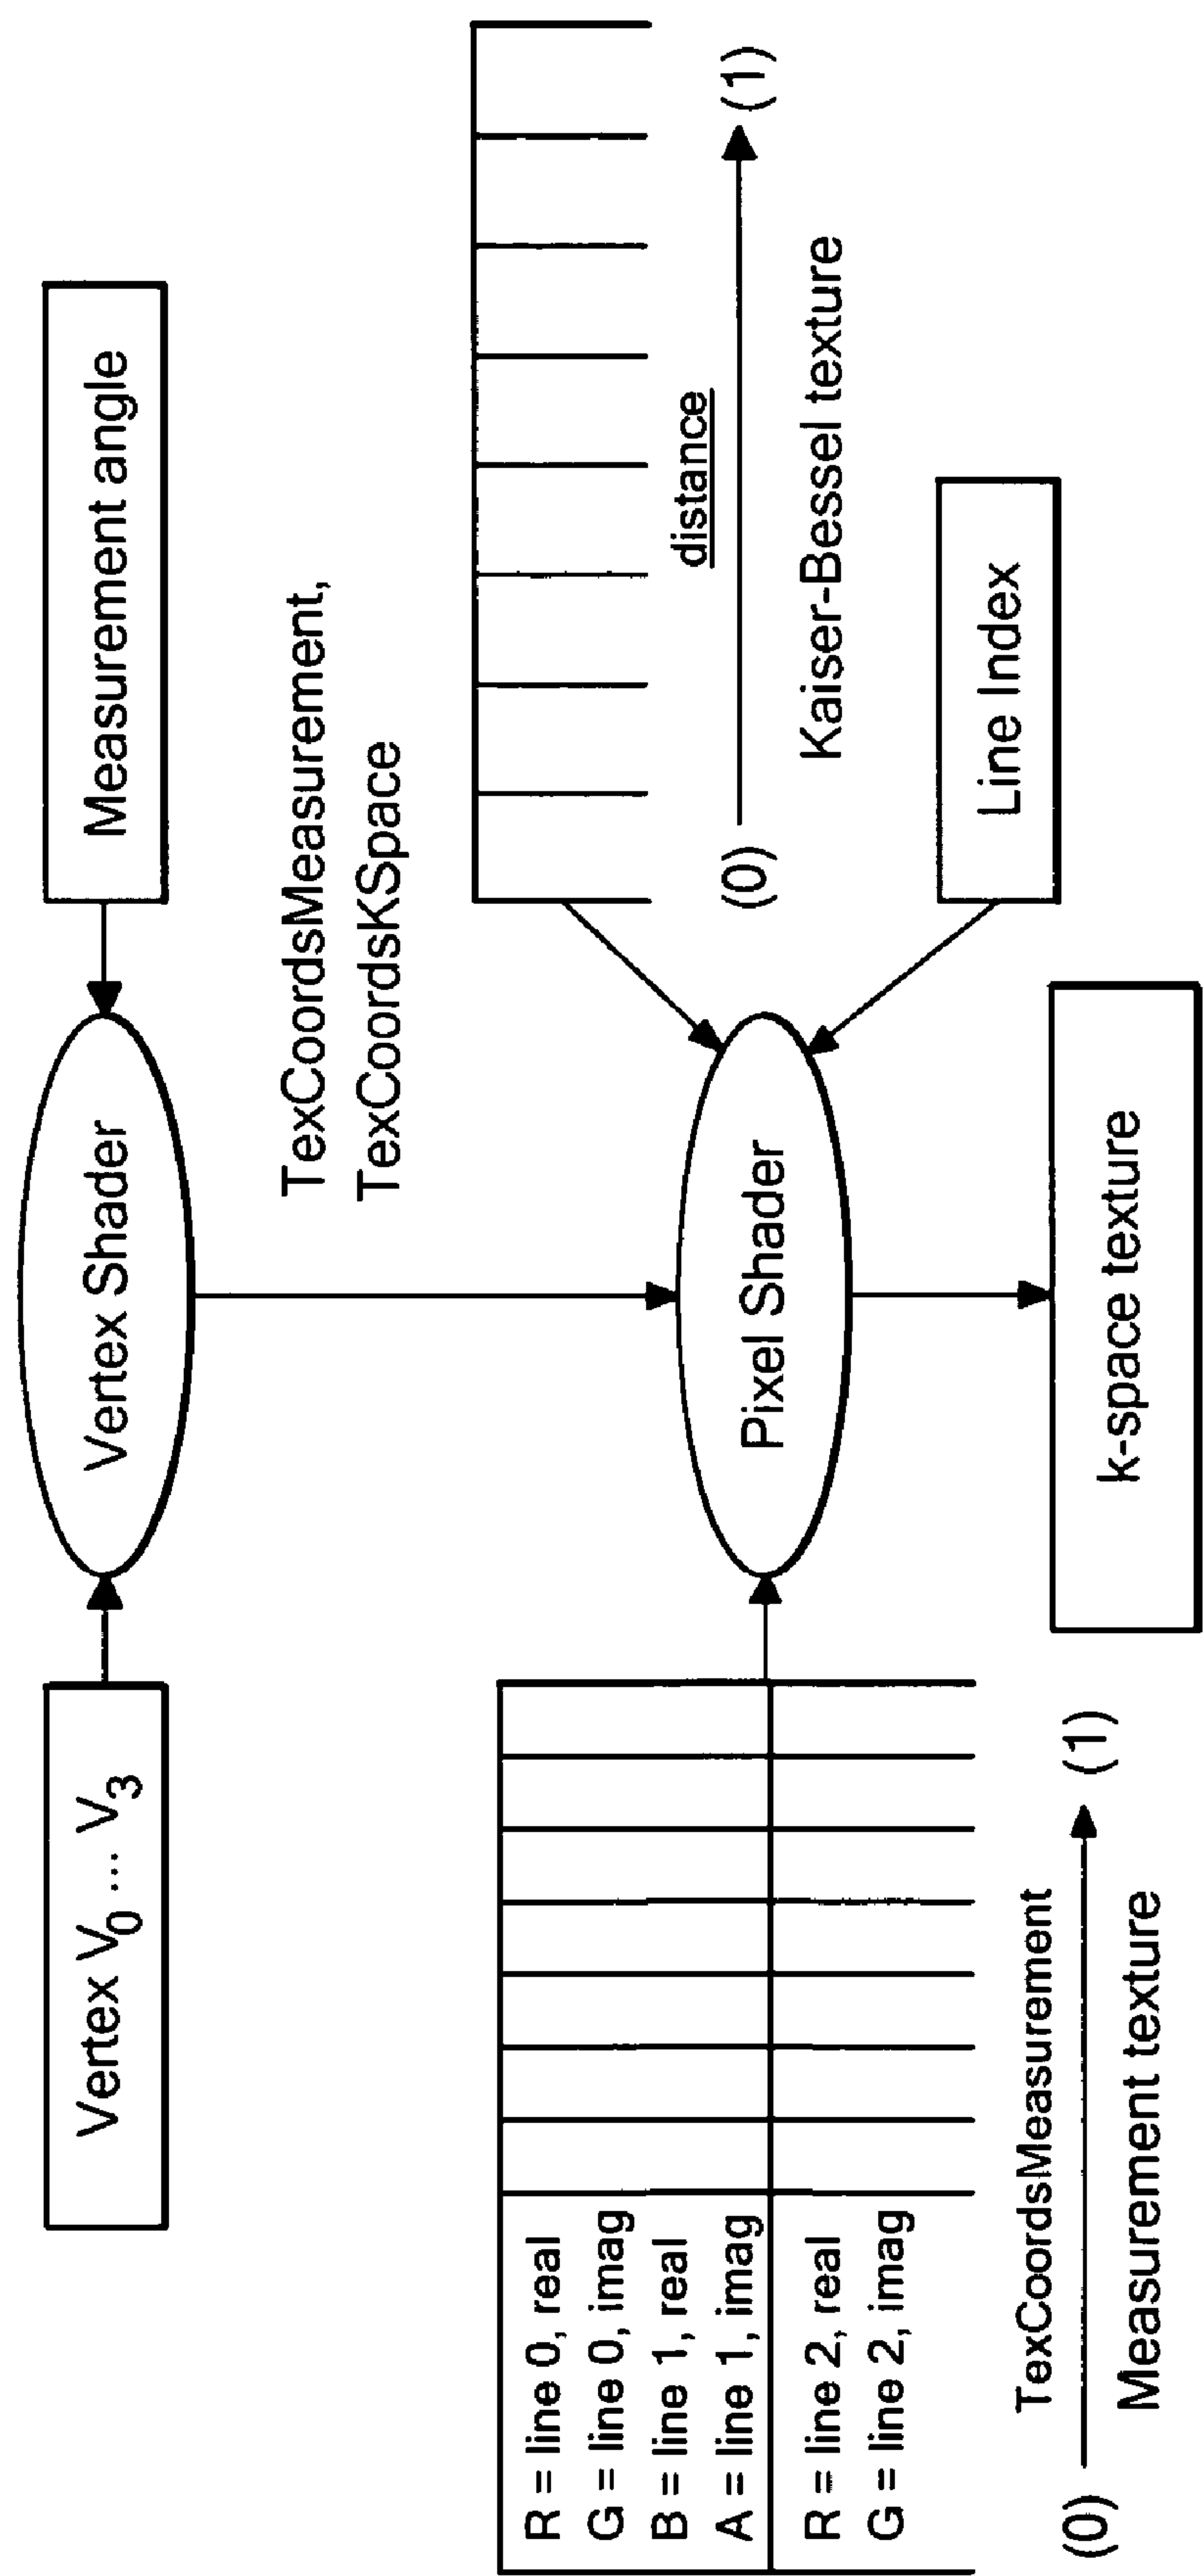 Vertex V0 ... V3
Vertex Shader
Measurement angle
TexCoordsMeasurement,
TexCoordsKSpace
R = line 0, real
G = line 0, imag
B = line 1, real
A = line 1, imag
R = line 2, real
G = line 2, imag
TexCoordsMeasurement
(0)
(1)
Measurement texture
Pixel Shader
distance
(0)
(1)
Kaiser-Bessel texture
Line Index
k-space texture